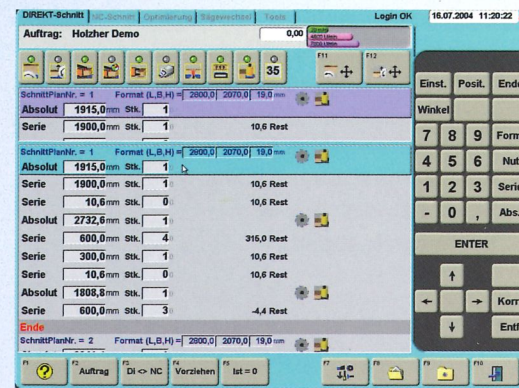 DIREKT-Schnitt NC-Schnitt Optimierung Sägewechsel Tools Login OK 16.07.2004 11:20:22
Auftrag: Holzher Demo 0,00
35 F11 F12
SchnittPlanNr. = 1 Format (L,B,H) = 2800,0 2070,0 19,0 mm
Absolut 1915,0 mm Stk. 1
Serie 1900,0 mm Stk. 1 10,6 Rest
SchnittPlanNr. = 1 Format (L,B,H) = 2800,0 2070,0 19,0 mm
Absolut 1915,0 mm Stk. 1
Serie 1900,0 mm Stk. 1 10,6 Rest
Serie 10,6 mm Stk. 0 10,6 Rest
Absolut 2732,6 mm Stk. 1
Serie 600,0 mm Stk. 4 315,0 Rest
Serie 300,0 mm Stk. 1 10,6 Rest
Serie 10,6 mm Stk. 0 10,6 Rest
Absolut 1808,8 mm Stk. 1
Serie 600,0 mm Stk. 3 -4,4 Rest
Ende
SchnittPlanNr. = 2 Format (L,B,H) = 2800,0 2070,0 19,0 mm
F1 F2 Auftrag F3 Di <> NC F4 Vorziehen F5 Ist = 0 F7 F8 F9 F10
Einst. Posit. Ende
Winkel
7 8 9 Form
4 5 6 Nut
1 2 3 Serie
- 0 , Abs.
ENTER
Korr
Entf